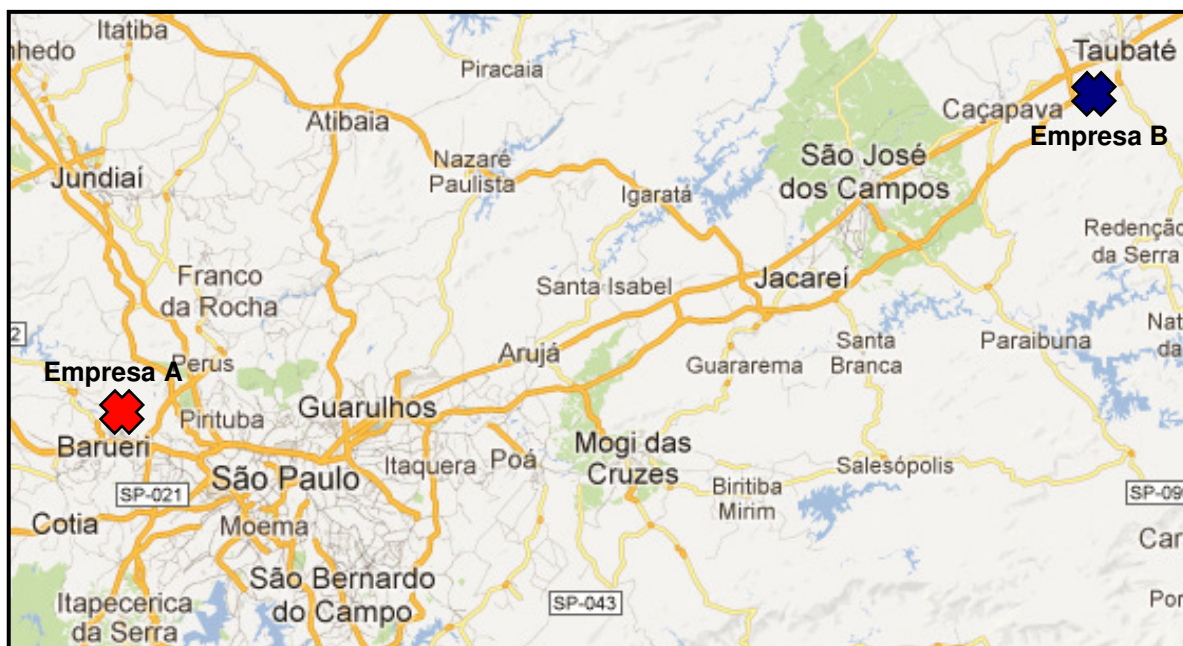 Itatiba
Taubaté
Piracaia
Caçapava
Atibaia
Empresa B
Nazaré
Paulista
São José
dos Campos
Jundiaí
Igaratá
Redenção
da Serra
Franco
da Rocha
Santa Isabel
Jacareí
2
Santa
Branca
Paraibuna
Arujá
Guararema
Perus
Empresa A
Guarulhos
Pirituba
Barueri
Mogi das
Cruzes
Itaquera
Poá
Salesópolis
São Paulo
SP-021
Biritiba
Mirim
Cotia
Moema
São Bernardo
do Campo
SP-043
Itapecerica
da Serra